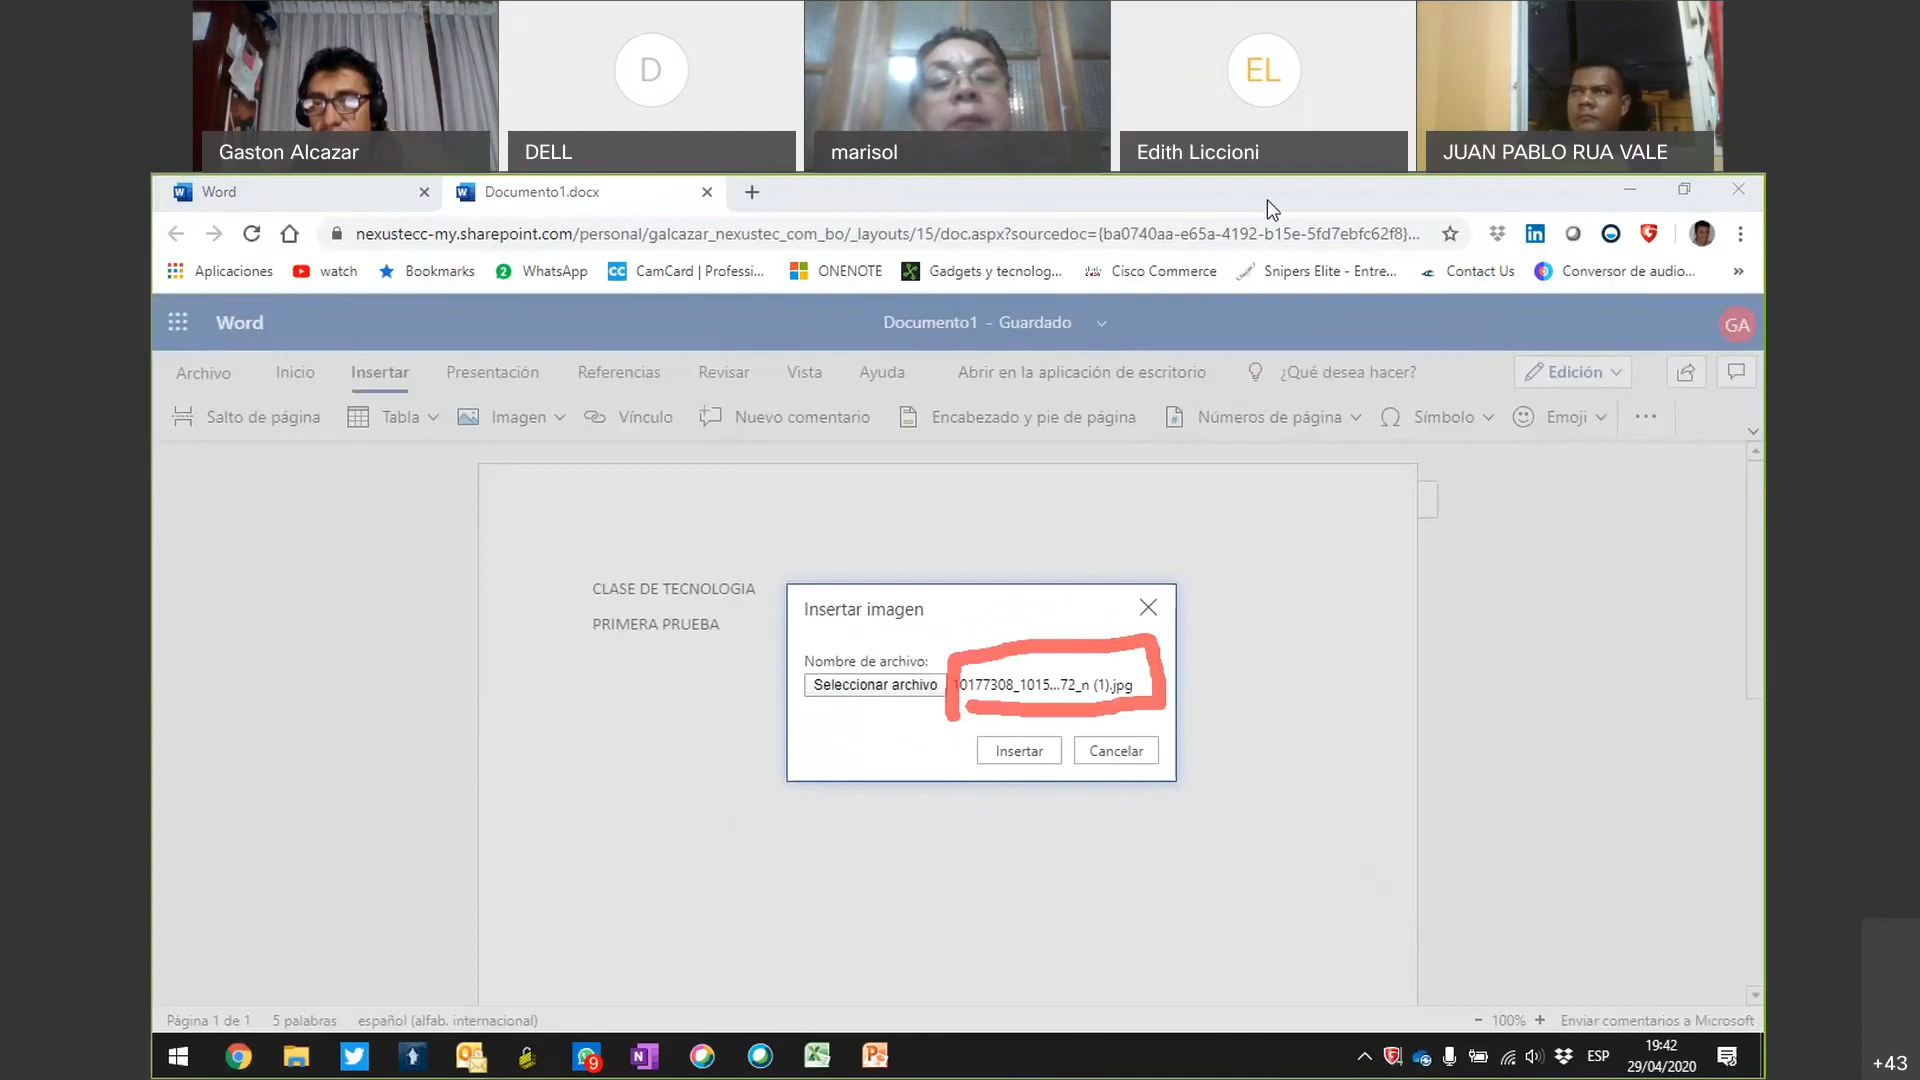 D
EL
Gaston Alcazar
DELL
marisol
Edith Liccioni
JUAN PABLO RUA VALE
Word
Documento1.docx
nexustecc-my.sharepoint.com/personal/galcazar_nexustec_com_bo/_layouts/15/doc.aspx?sourcedoc={ba0740aa-e65a-4192-b15e-5fd7ebfc62f8}...
Aplicaciones watch Bookmarks 2 WhatsApp CC CamCard | Professi... ONENOTE Gadgets y tecnolog... Cisco Commerce Snipers Elite - Entre... Contact Us Conversor de audio... »
Word
Documento1 - Guardado
GA
Archivo Inicio Insertar Presentación Referencias Revisar Vista Ayuda Abrir en la aplicación de escritorio ¿Qué desea hacer? Edición
Salto de página Tabla Imagen Vínculo Nuevo comentario Encabezado y pie de página Números de página Símbolo Emoji ...
CLASE DE TECNOLOGIA
PRIMERA PRUEBA
Insertar imagen
Nombre de archivo:
Seleccionar archivo 10177308_1015...72_n (1).jpg
Insertar Cancelar
Página 1 de 1 5 palabras español (alfab. internacional) - 100% + Enviar comentarios a Microsoft
9
ESP
19:42
29/04/2020
+43